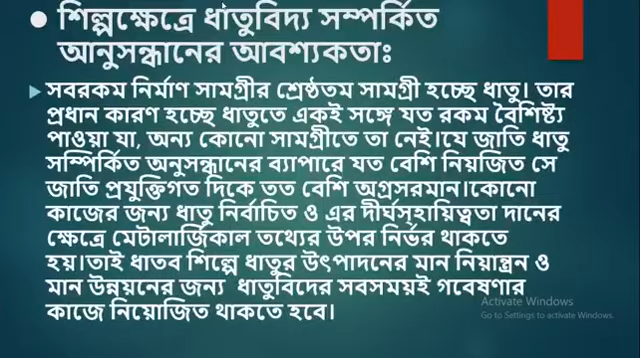 শিল্পক্ষেত্রে ধাতুবিদ্য সম্পর্কিত
আনুসন্ধানের আবশ্যকতাঃ
সবরকম নির্মাণ সামগ্রীর শ্রেষ্ঠতম সামগ্রী হচ্ছে ধাতু। তার
প্রধান কারণ হচ্ছে ধাতুতে একই সঙ্গে যত রকম বৈশিষ্ট্য
পাওয়া যা, অন্য কোনো সামগ্রীতে তা নেই।যে জাতি ধাতু
সম্পির্কিত অনুসন্ধানের ব্যাপারে যত বেশি নিয়জিত সে
জাতি প্রযুক্তিগত দিকে তত বেশি অগ্রসরমান।কোনো
কাজের জন্য ধাতু নির্বাচিত ও এর দীর্ঘসহায়িত্বতা দানের
ক্ষেত্রে মেটালার্জিকাল তথ্যের উপর নির্ভর থাকতে
হয়।তাই ধাতব শিল্পে ধাতুর উৎপাদনের মান নিয়ান্ত্রন ও
মান উন্নয়নের জন্য ধাতুবিদের সবসময়ই গবেষণার
কাজে নিয়োজিত থাকতে হবে।
Activate Windows
Go to Settings to activate Windows.